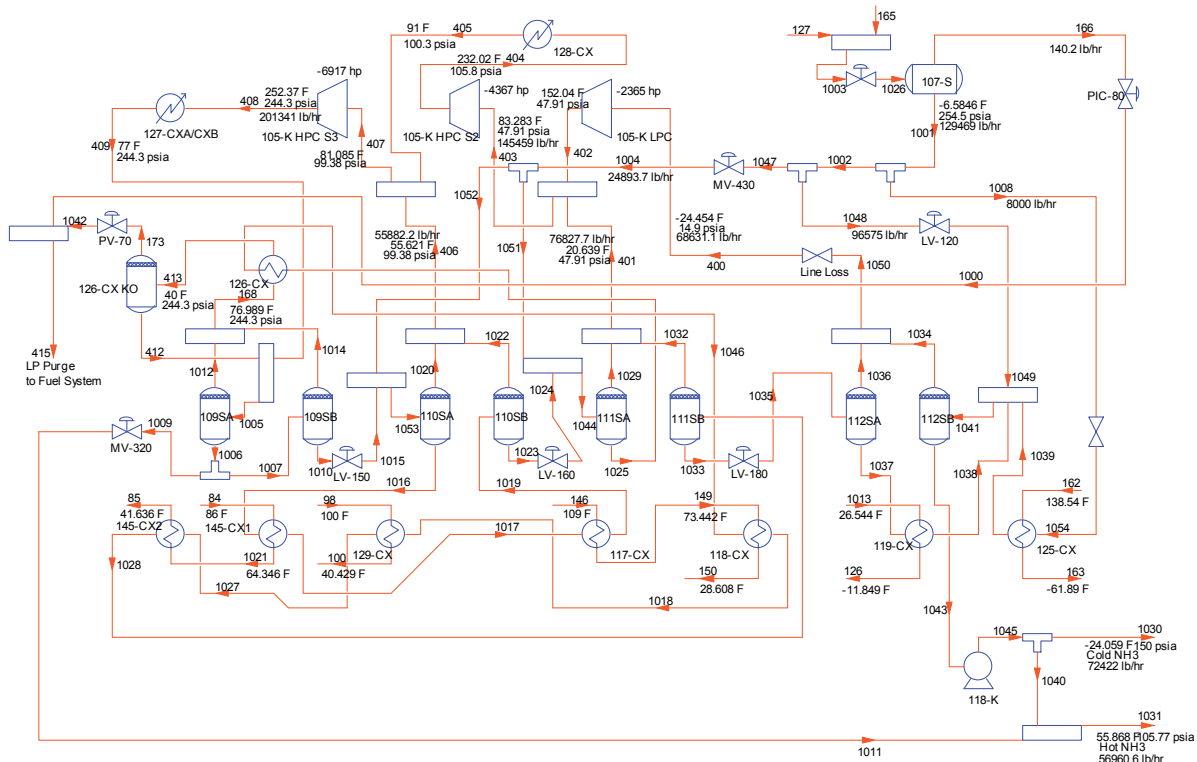 91 F
405
100.3 psia
128-CX
404
232.02 F
105.8 psia
127
165
166
140.2 lb/hr
1003
1026
107-S
PIC-80
-6917 hp
252.37 F
408
244.3 psia
201341 lb/hr
127-CXA/CXB
105-K HPC S3
407
-4367 hp
105-K HPC S2
83.283 F
47.91 psia
145459 lb/hr
403
152.04 F
47.91 psia
-2365 hp
105-K LPC
402
-6.5846 F
254.5 psia
129469 lb/hr
1001
409
77 F
244.3 psia
81.085 F
99.38 psia
1004
24893.7 lb/hr
MV-430
1047
1002
1008
8000 lb/hr
1052
1042
PV-70
173
55882.2 lb/hr
55.621 F
99.38 psia
406
1051
76827.7 lb/hr
20.639 F
47.91 psia
401
-24.454 F
14.9 psia
68631.1 lb/hr
400
Line Loss
1050
1048
96575 lb/hr
LV-120
1000
126-CX KO
413
40 F
244.3 psia
126-CX
168
76.989 F
244.3 psia
415
LP Purge
to Fuel System
412
1012
1014
1020
1022
1024
1029
1032
1046
1035
1036
1034
1049
109SA
1005
109SB
1053
110SA
110SB
1044
111SA
111SB
112SA
112SB
1041
MV-320
1009
1006
1007
1010
LV-150
1015
1016
1023
LV-160
1019
1025
1033
LV-180
1037
1038
1039
85
41.636 F
145-CX2
84
86 F
145-CX1
98
100 F
129-CX
1017
146
109 F
117-CX
149
73.442 F
118-CX
1013
26.544 F
119-CX
162
138.54 F
1054
125-CX
1028
1021
64.346 F
1027
100
40.429 F
150
28.608 F
1018
126
-11.849 F
163
-61.89 F
1043
1045
118-K
1030
-24.059 F
150 psia
Cold NH3
72422 lb/hr
1040
1031
55.868 F
105.77 psia
Hot NH3
56960.6 lb/hr
1011